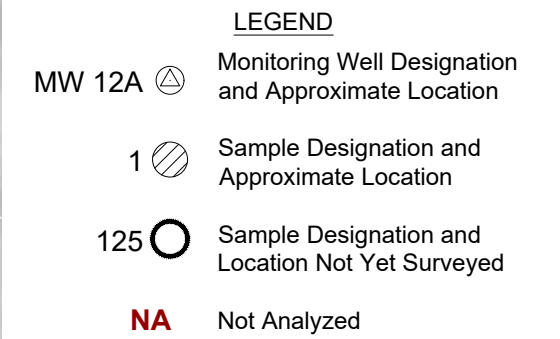 LEGEND
MW 12A Monitoring Well Designation
and Approximate Location
1 Sample Designation and
Approximate Location
125 Sample Designation and
Location Not Yet Surveyed
NA Not Analyzed